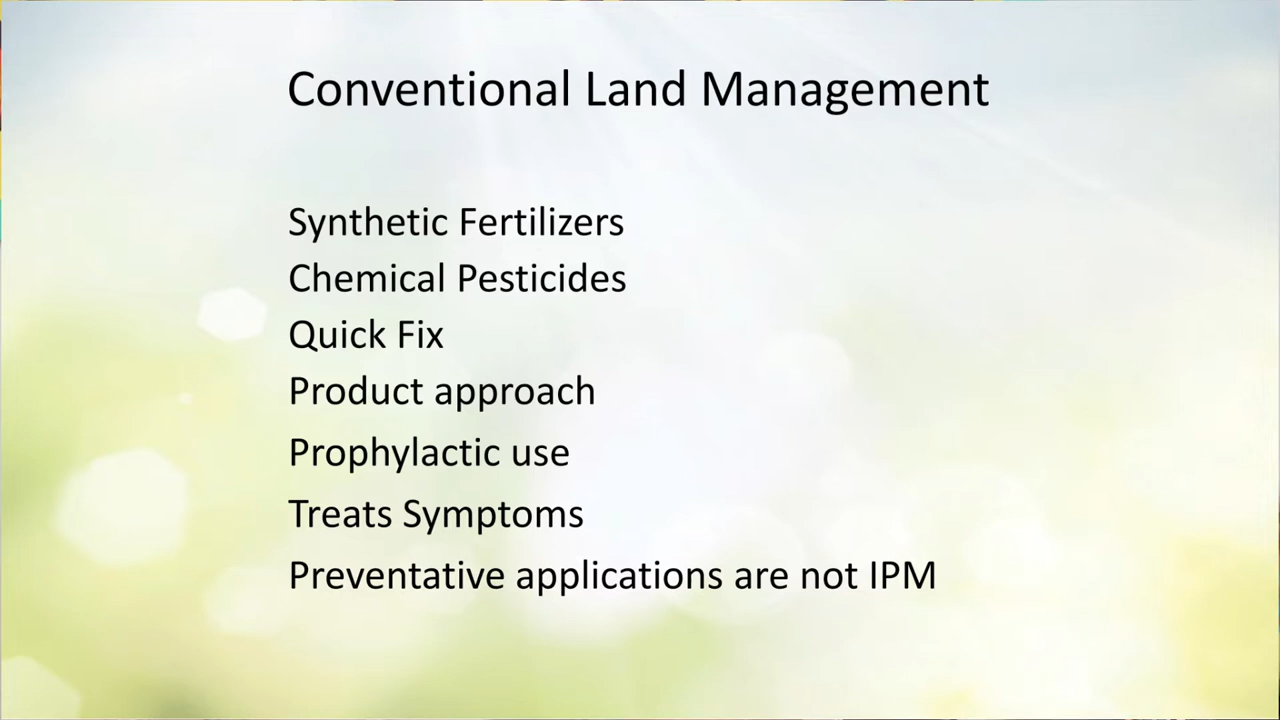 Conventional Land Management
Synthetic Fertilizers
Chemical Pesticides
Quick Fix
Product approach
Prophylactic use
Treats Symptoms
Preventative applications are not IPM